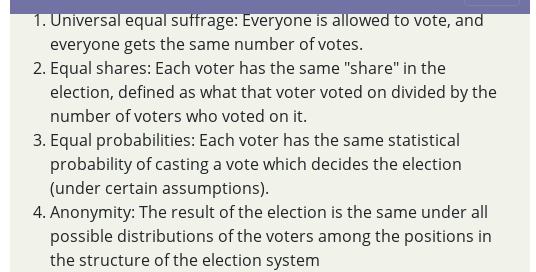 1. Universal equal suffrage: Everyone is allowed to vote, and
everyone gets the same number of votes.
2. Equal shares: Each voter has the same "share" in the
election, defined as what that voter voted on divided by the
number of voters who voted on it.
3. Equal probabilities: Each voter has the same statistical
probability of casting a vote which decides the election
(under certain assumptions).
4. Anonymity: The result of the election is the same under all
possible distributions of the voters among the positions in
the structure of the election system